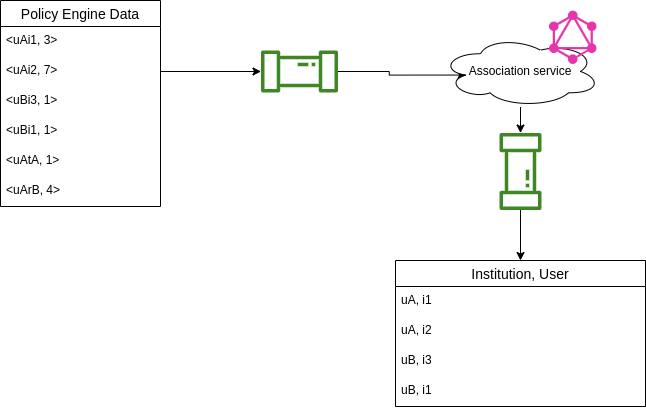 Policy Engine Data
<uAi1, 3>
<uAi2, 7>
<uBi3, 1>
<uBi1, 1>
<uAtA, 1>
<uArB, 4>
Association service
Institution, User
uA, i1
uA, i2
uB, i3
uB, i1